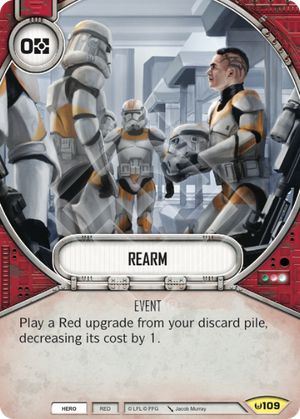 0
REARM
EVENT
Play a Red upgrade from your discard pile,
decreasing its cost by 1.
HERO
RED
© LFL © FFG
Jacob Murray
109